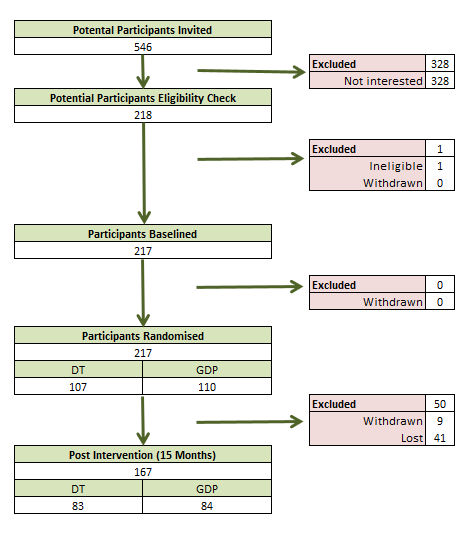 Potental Participants Invited
546
Excluded 328
Not interested 328
Potential Participants Eligibility Check
218
Excluded 1
Ineligible 1
Withdrawn 0
Participants Baselined
217
Excluded 0
Withdrawn 0
Participants Randomised
217
DT GDP
107 110
Excluded 50
Withdrawn 9
Lost 41
Post Intervention (15 Months)
167
DT GDP
83 84